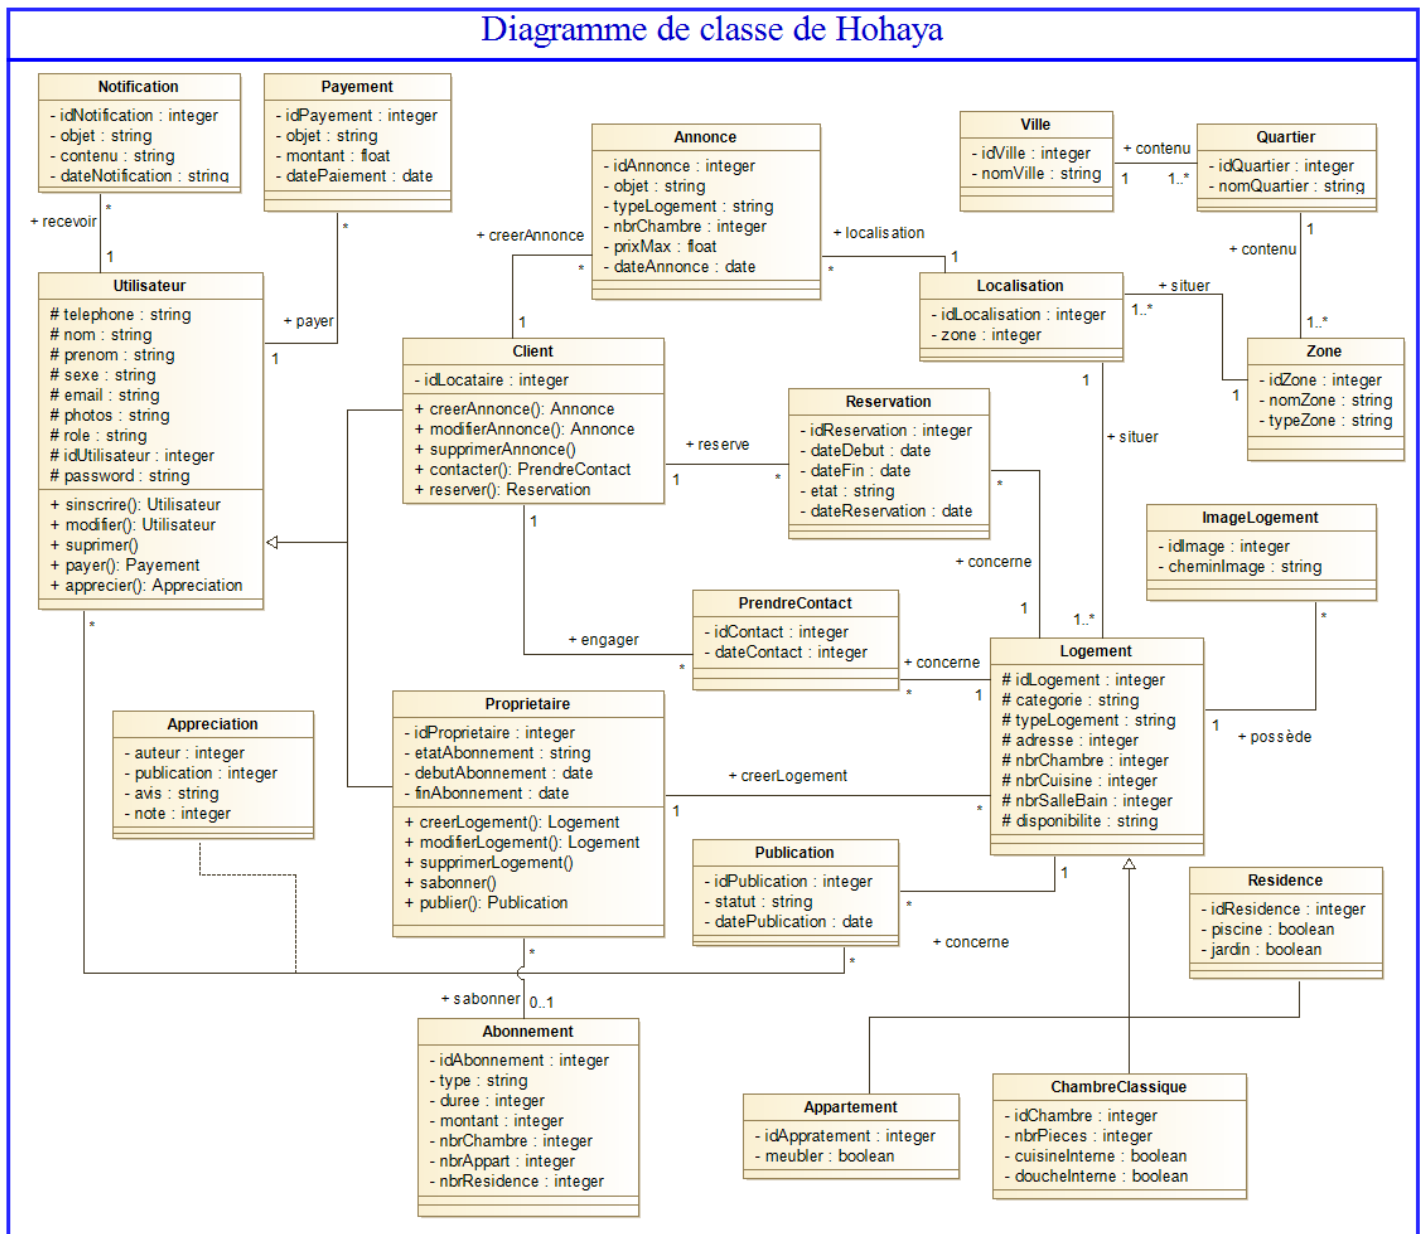 Diagramme de classe de Hohaya
Notification
- idNotification : integer
- objet : string
- contenu : string
- dateNotification : string
Payement
- idPayement : integer
- objet : string
- montant : float
- datePaiement : date
Annonce
- idAnnonce : integer
- objet : string
- typeLogement : string
- nbrChambre : integer
- prixMax : float
- dateAnnonce : date
Ville
- idVille : integer
- nomVille : string
+ contenu
1
1..*
Quartier
- idQuartier : integer
- nomQuartier : string
+ recevoir
*
1
*
+ payer
1
+ creerAnnonce
*
1
+ localisation
*
1
1
+ contenu
1..*
Utilisateur
# telephone : string
# nom : string
# prenom : string
# sexe : string
# email : string
# photos : string
# role : string
# idUtilisateur : integer
# password : string
+ sinscrire(): Utilisateur
+ modifier(): Utilisateur
+ suprimer()
+ payer(): Payement
+ apprecier(): Appreciation
*
Localisation
- idLocalisation : integer
- zone : integer
+ situer
1..*
1
Zone
- idZone : integer
- nomZone : string
- typeZone : string
Client
- idLocataire : integer
+ creerAnnonce(): Annonce
+ modifierAnnonce(): Annonce
+ supprimerAnnonce()
+ contacter(): PrendreContact
+ reserver(): Reservation
+ reserve
1
*
Reservation
- idReservation : integer
- dateDebut : date
- dateFin : date
- etat : string
- dateReservation : date
*
+ concerne
1
1
+ situer
1..*
ImageLogement
- idImage : integer
- cheminImage : string
*
1
+ possède
1
+ engager
*
PrendreContact
- idContact : integer
- dateContact : integer
+ concerne
*
1
Logement
# idLogement : integer
# categorie : string
# typeLogement : string
# adresse : integer
# nbrChambre : integer
# nbrCuisine : integer
# nbrSalleBain : integer
# disponibilite : string
Proprietaire
- idProprietaire : integer
- etatAbonnement : string
- debutAbonnement : date
- finAbonnement : date
+ creerLogement(): Logement
+ modifierLogement(): Logement
+ supprimerLogement()
+ sabonner()
+ publier(): Publication
+ creerLogement
1
*
Appreciation
- auteur : integer
- publication : integer
- avis : string
- note : integer
Publication
- idPublication : integer
- statut : string
- datePublication : date
*
1
+ concerne
*
Residence
- idResidence : integer
- piscine : boolean
- jardin : boolean
*
+ sabonner
0..1
Abonnement
- idAbonnement : integer
- type : string
- duree : integer
- montant : integer
- nbrChambre : integer
- nbrAppart : integer
- nbrResidence : integer
Appartement
- idAppratement : integer
- meubler : boolean
ChambreClassique
- idChambre : integer
- nbrPieces : integer
- cuisineInterne : boolean
- doucheInterne : boolean